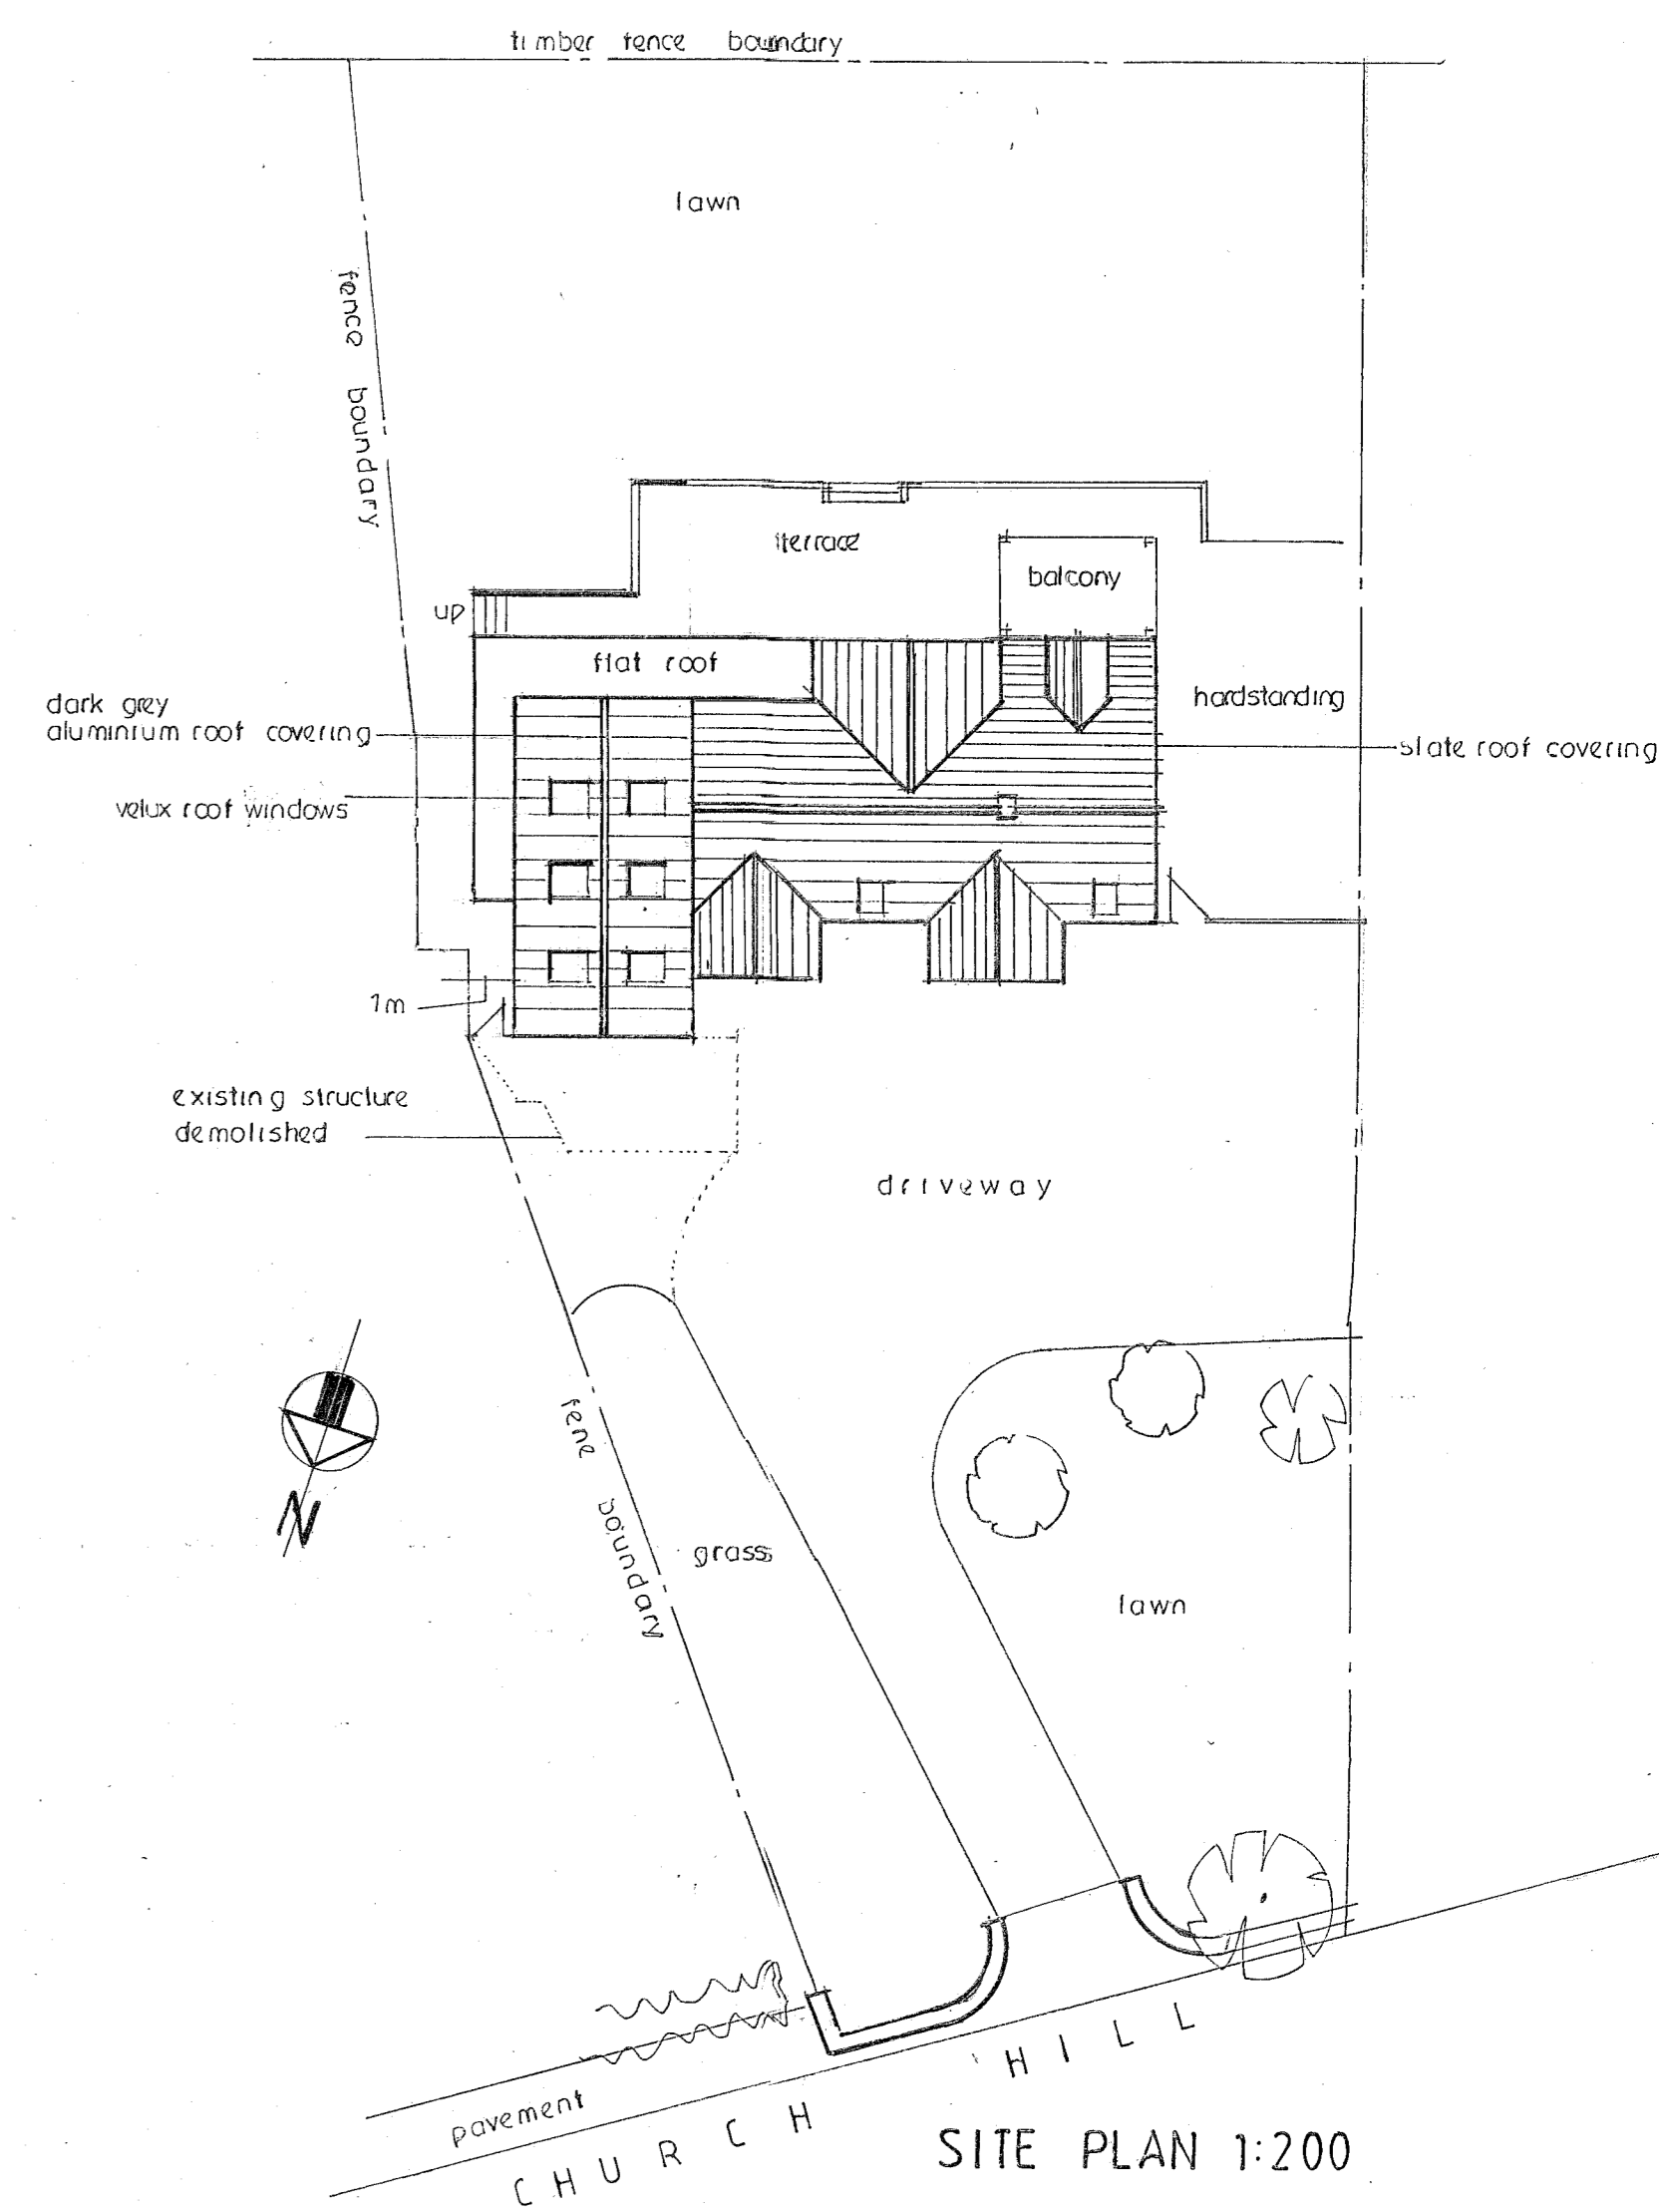 timber fence boundary
lawn
fence boundary
terrace
balcony
up
flat roof
hardstanding
dark grey
aluminium roof covering
slate roof covering
velux roof windows
1m
existing structure
demolished
driveway
fene boundary
N
grass
lawn
pavement
CHURCH HILL
SITE PLAN 1:200